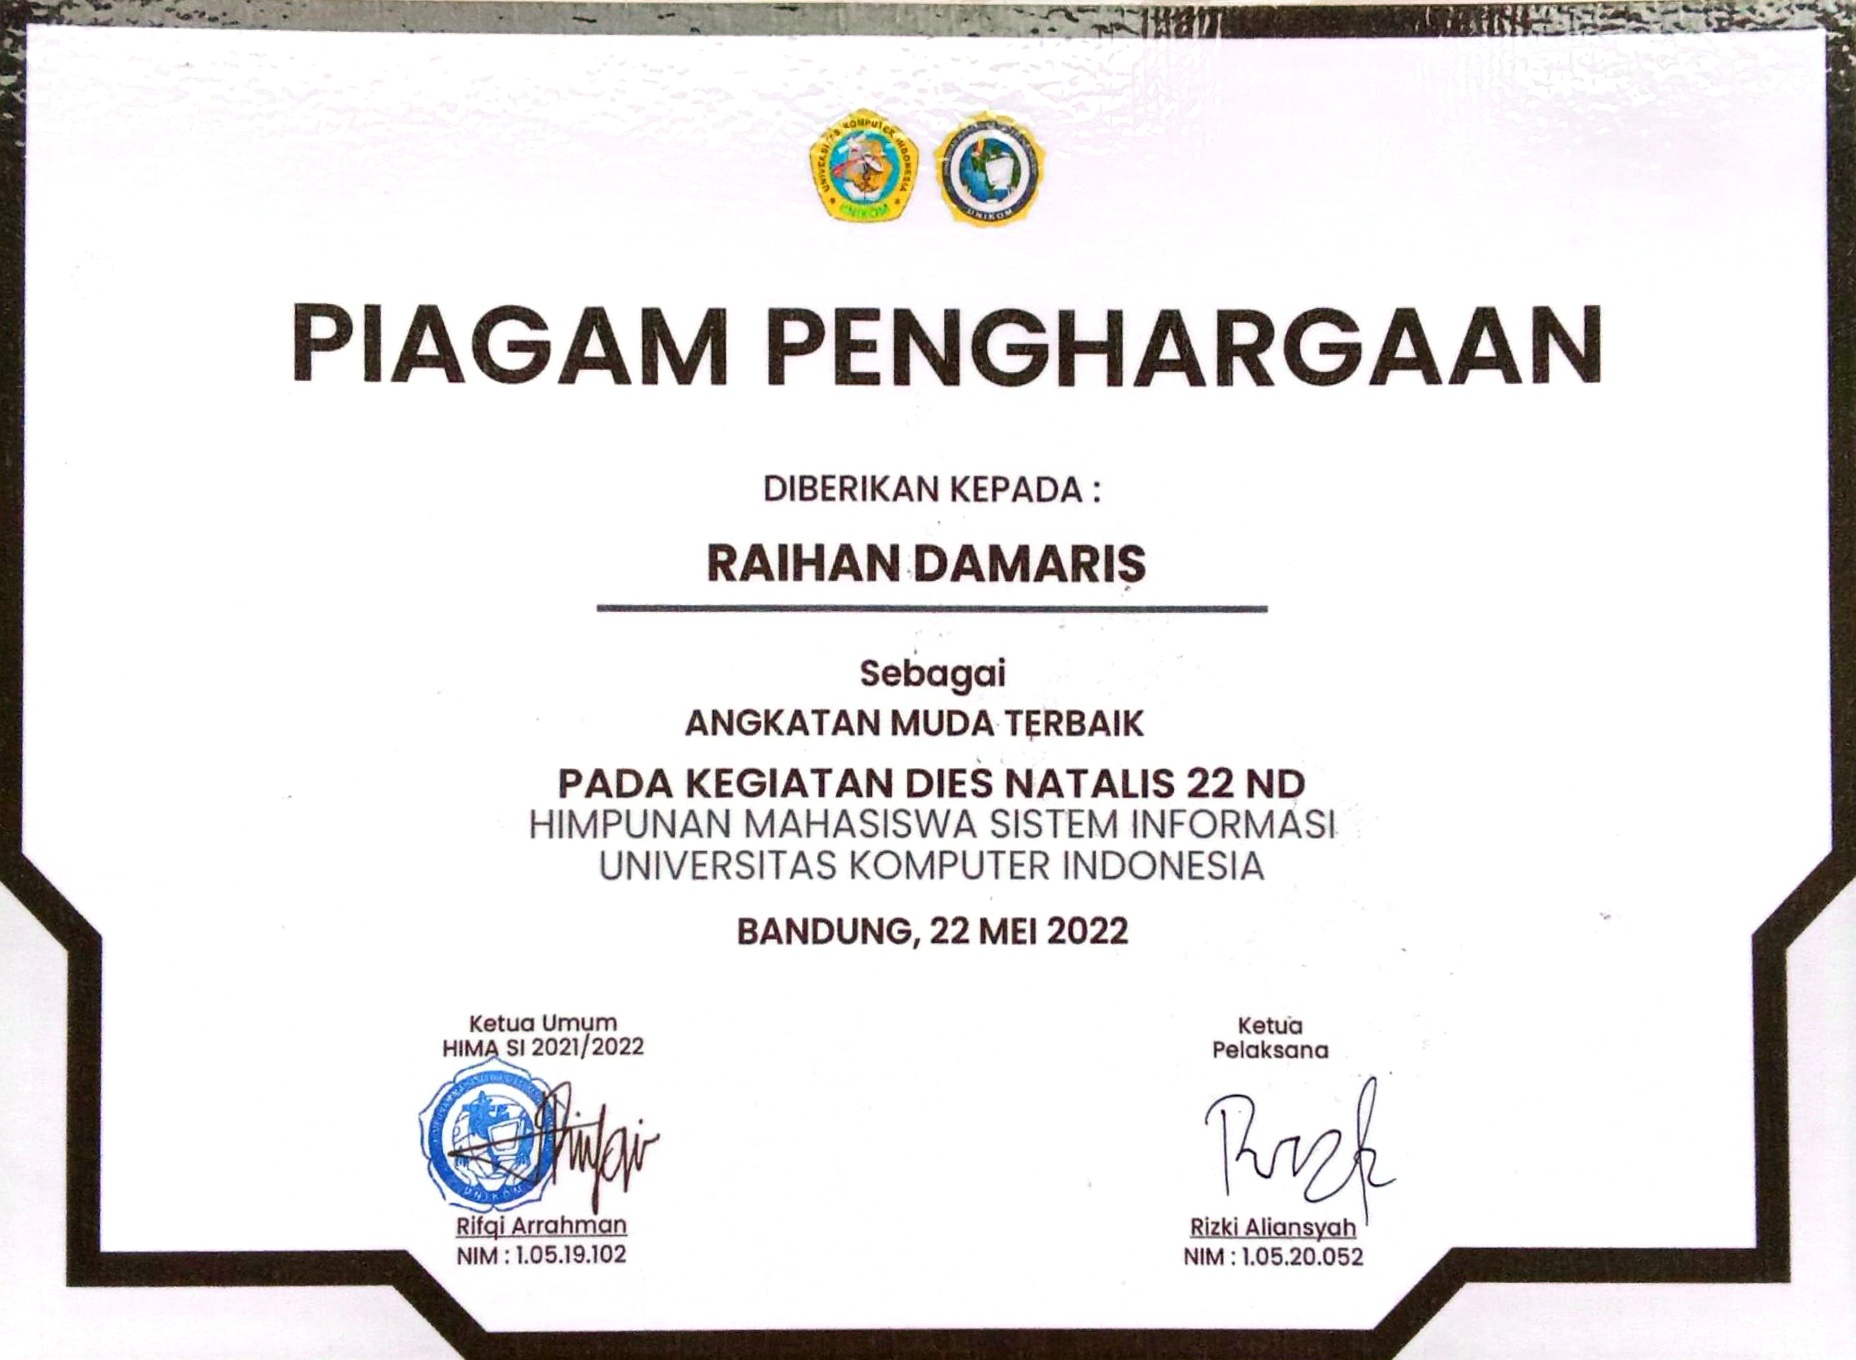 UNIVERSITAS KOMPUTER INDONESIA
UNIKOM
UNIKOM
PIAGAM PENGHARGAAN
DIBERIKAN KEPADA :
RAIHAN DAMARIS
Sebagai
ANGKATAN MUDA TERBAIK
PADA KEGIATAN DIES NATALIS 22 ND
HIMPUNAN MAHASISWA SISTEM INFORMASI
UNIVERSITAS KOMPUTER INDONESIA
BANDUNG, 22 MEI 2022
Ketua Umum
HIMA SI 2021/2022
UNIKOM
Rifqi Arrahman
NIM : 1.05.19.102
Ketua
Pelaksana
Rizki Aliansyah
NIM : 1.05.20.052